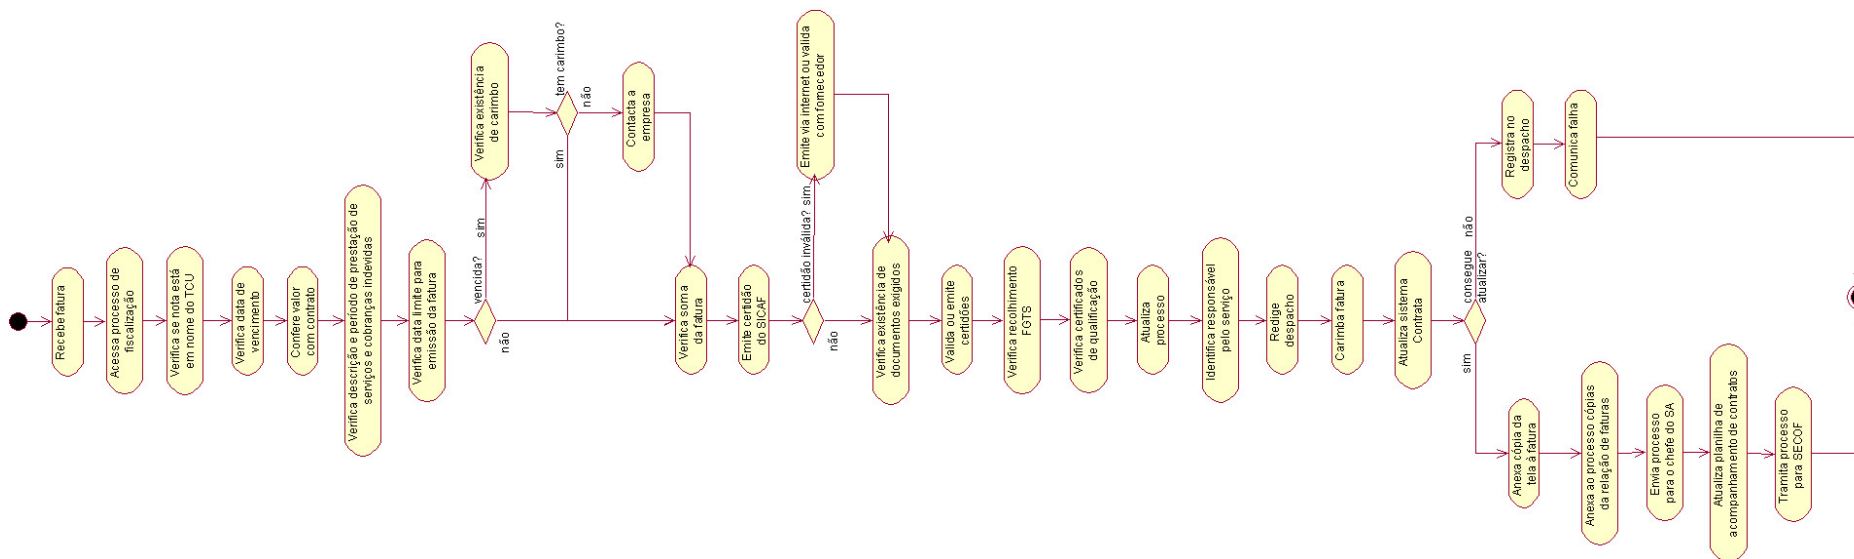 Recebe fatura
Acessa processo de
fiscalização
Verifica se nota está
em nome do TCU
Verifica data de
vencimento
Confere valor
com contrato
Verifica descrição e período de prestação de
serviços e cobranças indevidas
Verifica data limite para
emissão da fatura
vencida?
sim
não
Verifica existência
de carimbo
tem carimbo?
não
sim
Contacta a
empresa
Verifica soma
da fatura
Emite certidão
do SICAF
certidão inválida?
sim
não
Emite via internet ou valida
com fornecedor
Verifica existência de
documentos exigidos
Valida ou emite
certidões
Verifica recolhimento
FGTS
Verifica certificados
de qualificação
Atualiza
processo
Identifica responsável
pelo serviço
Redige
despacho
Carimba fatura
Atualiza sistema
Contrata
consegue
atualizar?
não
sim
Registra no
despacho
Comunica falha
Anexa cópia da
tela à fatura
Anexa ao processo cópias
da relação de faturas
Envia processo
para o chefe do SA
Atualiza planilha de
acompanhamento de contratos
Tramita processo
para SECOF